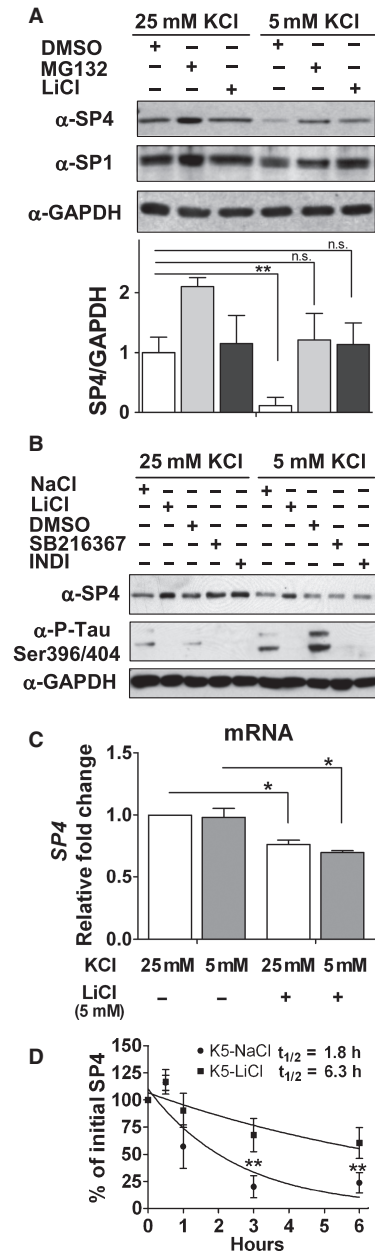 A
25 mM KCl 5 mM KCl
DMSO + – – + – –
MG132 – + – – + –
LiCl – – + – – +
α-SP4
α-SP1
α-GAPDH
n.s.
n.s.
**
SP4/GAPDH
2
1
0
B
25 mM KCl 5 mM KCl
NaCl + – – – – + – – – –
LiCl – + – – – – + – – –
DMSO – – + – – – – + – –
SB216367 – – – + – – – – + –
INDI – – – – + – – – – +
α-SP4
α-P-Tau
Ser396/404
α-GAPDH
C
mRNA
SP4
Relative fold change
1.5
1.0
0.5
0.0
*
*
KCl 25 mM 5 mM 25 mM 5 mM
LiCl – – + +
(5 mM)
D
% of initial SP4
150
125
100
75
50
25
0
K5-NaCl t1/2 = 1.8 h
K5-LiCl t1/2 = 6.3 h
**
**
0 1 2 3 4 5 6
Hours